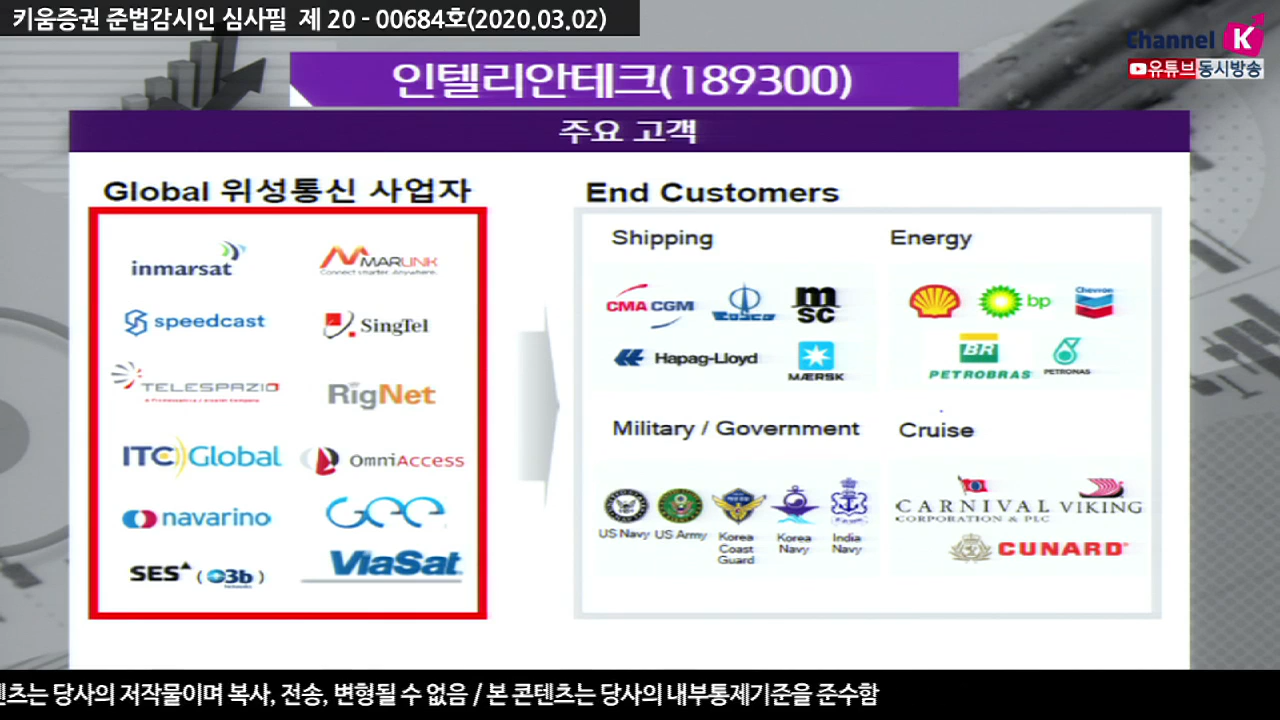 키움증권 준법감시인 심사필 제 20 - 00684호(2020.03.02)
Channel K
유튜브 동시방송
인텔리안테크(189300)
주요 고객
Global 위성통신 사업자
inmarsat
MARLINK
Connect smarter. Anywhere.
speedcast
SingTel
TELESPAZIO
RigNet
ITC Global
OmniAccess
navarino
Gee
SES (O3b Networks)
ViaSat
End Customers
Shipping
CMA CGM
COSCO
msc
Hapag-Lloyd
MÆRSK
Energy
bp
Chevron
BR
PETROBRAS
PETRONAS
Military / Government
US Navy
US Army
Korea Coast Guard
Korea Navy
India Navy
Cruise
CARNIVAL
CORPORATION & PLC
VIKING
CUNARD
텐츠는 당사의 저작물이며 복사, 전송, 변형될 수 없음 / 본 콘텐츠는 당사의 내부통제기준을 준수함